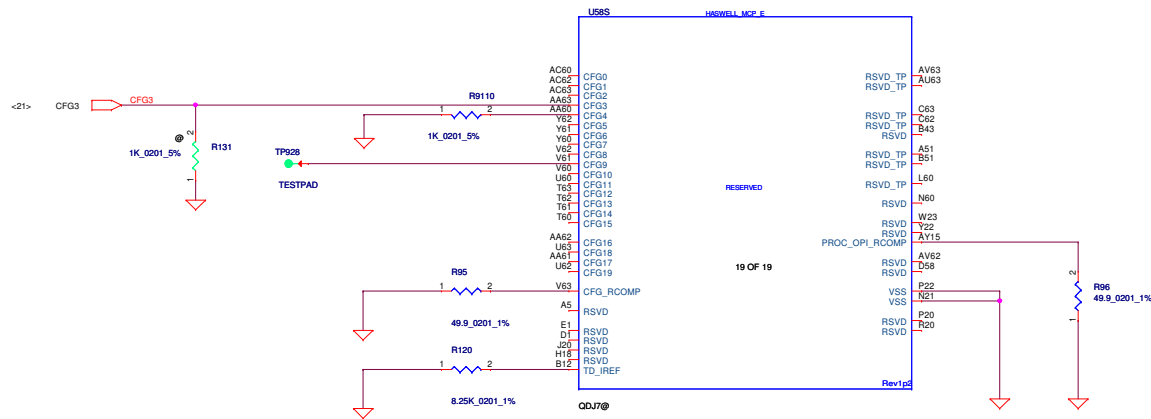 U58S
HASWELL_MCP_E
<21>
CFG3
CFG3
@
2
1
R131
1K_0201_5%
R9110
1
2
1K_0201_5%
TP928
TESTPAD
AC60
CFG0
AC62
CFG1
AC63
CFG2
AA63
CFG3
AA60
CFG4
Y62
CFG5
Y61
CFG6
Y60
CFG7
V62
CFG8
V61
CFG9
V60
CFG10
U60
CFG11
T63
CFG12
T62
CFG13
T61
CFG14
T60
CFG15
AA62
CFG16
U63
CFG18
AA61
CFG17
U62
CFG19
R95
1
2
49.9_0201_1%
V63
CFG_RCOMP
A5
RSVD
E1
RSVD
D1
RSVD
J20
RSVD
H18
RSVD
B12
TD_IREF
R120
1
2
8.25K_0201_1%
RESERVED
19 OF 19
RSVD_TP
AV63
RSVD_TP
AU63
RSVD_TP
C63
RSVD_TP
C62
RSVD
B43
RSVD_TP
A51
RSVD_TP
B51
RSVD_TP
L60
RSVD
N60
RSVD
W23
RSVD
Y22
PROC_OPI_RCOMP
AY15
RSVD
AV62
RSVD
D58
VSS
P22
VSS
N21
RSVD
P20
RSVD
R20
2
1
R96
49.9_0201_1%
Rev1p2
QDJ7@